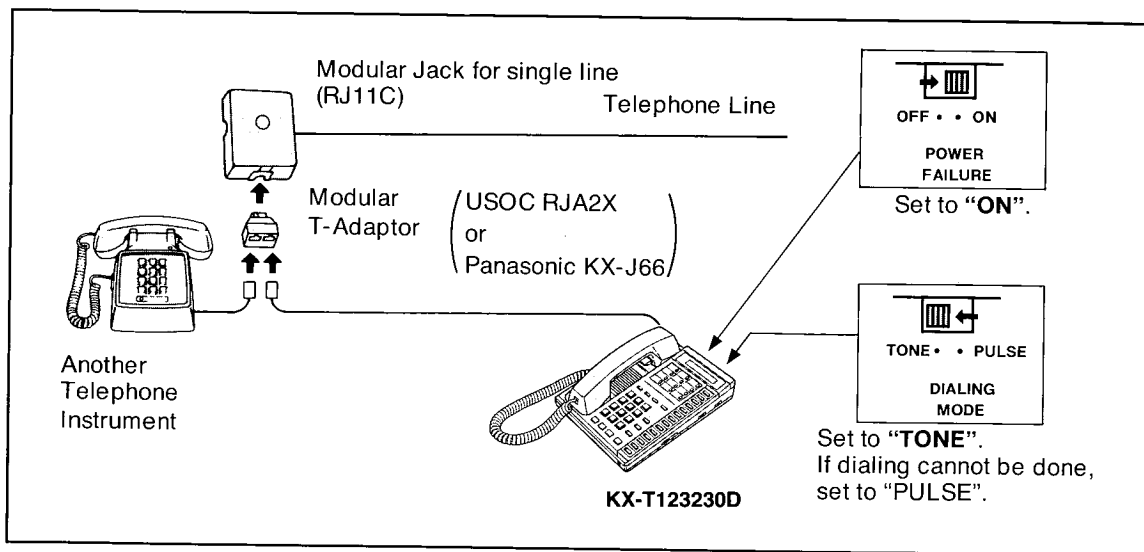 Modular Jack for single line
(RJ11C)
Telephone Line
OFF • • ON
POWER
FAILURE
Set to “ON”.
Modular
T-Adaptor
(USOC RJA2X
or
Panasonic KX-J66)
Another
Telephone
Instrument
TONE • • PULSE
DIALING
MODE
Set to “TONE”.
If dialing cannot be done,
set to “PULSE”.
KX-T123230D